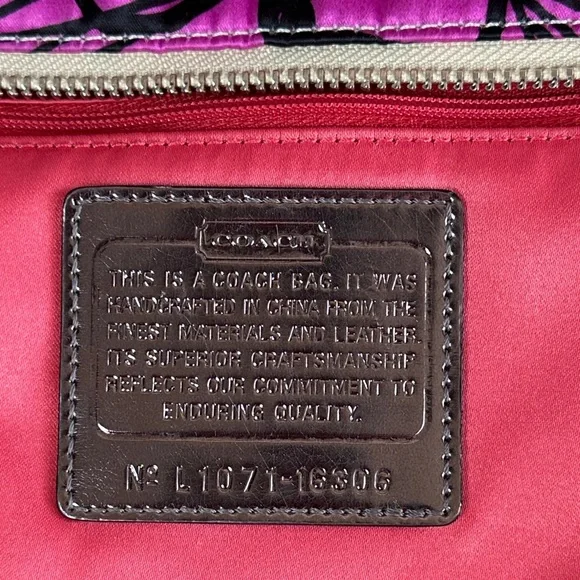 COACH
THIS IS A COACH BAG. IT WAS
HANDCRAFTED IN CHINA FROM THE
FINEST MATERIALS AND LEATHER.
ITS SUPERIOR CRAFTSMANSHIP
REFLECTS OUR COMMITMENT TO
ENDURING QUALITY.
Nº L1071-16306